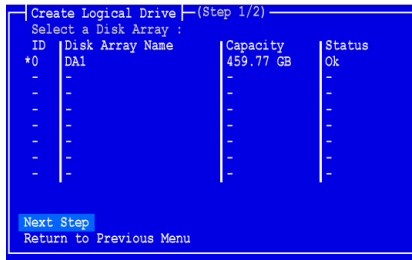 Create Logical Drive (Step 1/2)
Select a Disk Array :
ID Disk Array Name Capacity Status
*0 DA1 459.77 GB Ok
- - - -
- - - -
- - - -
- - - -
- - - -
- - - -
- - - -
Next Step
Return to Previous Menu